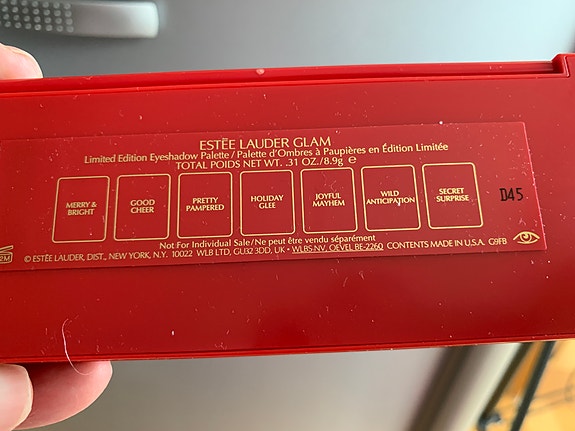 ESTĒE LAUDER GLAM
Limited Edition Eyeshadow Palette / Palette d'Ombres à Paupières en Édition Limitée
TOTAL POIDS NET WT. .31 OZ./8.9g e
MERRY & BRIGHT
GOOD CHEER
PRETTY PAMPERED
HOLIDAY GLEE
JOYFUL MAYHEM
WILD ANTICIPATION
SECRET SURPRISE
D45
Not For Individual Sale/Ne peut être vendu séparément
2M © ESTĒE LAUDER, DIST., NEW YORK, N.Y. 10022 WLB LTD, GU32 3DD, UK • WLBS-NV, OEVEL BE-2260 CONTENTS MADE IN U.S.A. G9FB